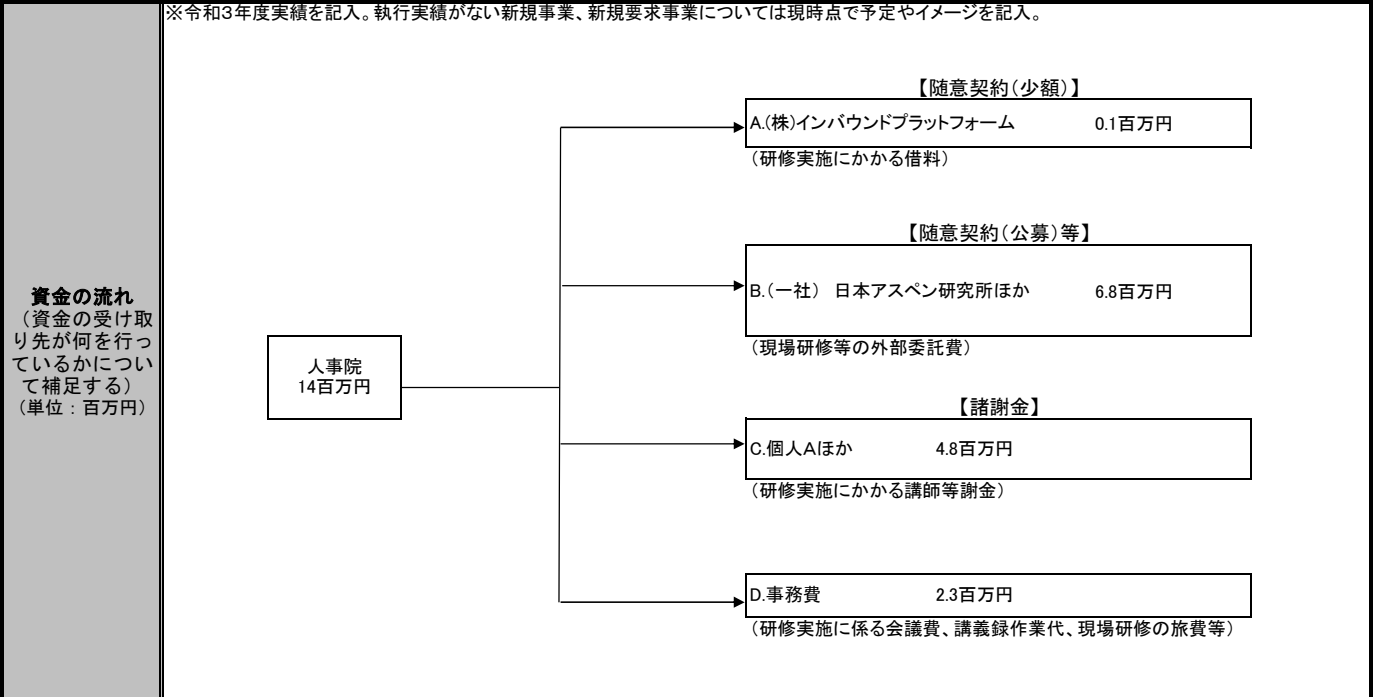 ※令和３年度実績を記入。執行実績がない新規事業、新規要求事業については現時点で予定やイメージを記入。
資金の流れ
（資金の受け取
り先が何を行っ
ているかについ
て補足する）
（単位：百万円）
人事院
14百万円
【随意契約（少額）】
A.（株）インバウンドプラットフォーム 0.1百万円
（研修実施にかかる借料）
【随意契約（公募）等】
B.（一社） 日本アスペン研究所ほか 6.8百万円
（現場研修等の外部委託費）
【諸謝金】
C.個人Aほか 4.8百万円
（研修実施にかかる講師等謝金）
D.事務費 2.3百万円
（研修実施に係る会議費、講義録作業代、現場研修の旅費等）